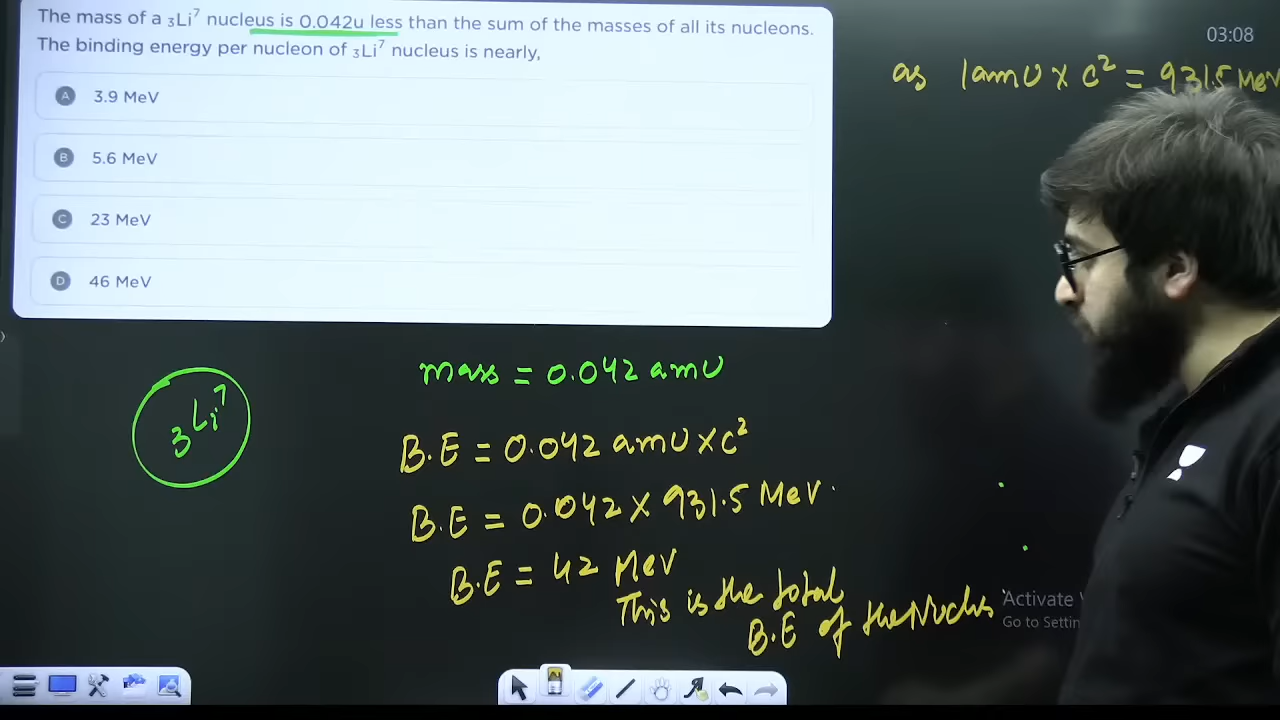 The mass of a ₃Li⁷ nucleus is 0.042u less than the sum of the masses of all its nucleons.
The binding energy per nucleon of ₃Li⁷ nucleus is nearly,
A 3.9 MeV
B 5.6 MeV
C 23 MeV
D 46 MeV
03:08
as 1amu x c² = 931.5 MeV
₃Li⁷
mass = 0.042 amu
B.E = 0.042 amu x c²
B.E = 0.042 x 931.5 MeV.
B.E = 42 MeV
This is the total
B.E of the
Activate
Go to Settin